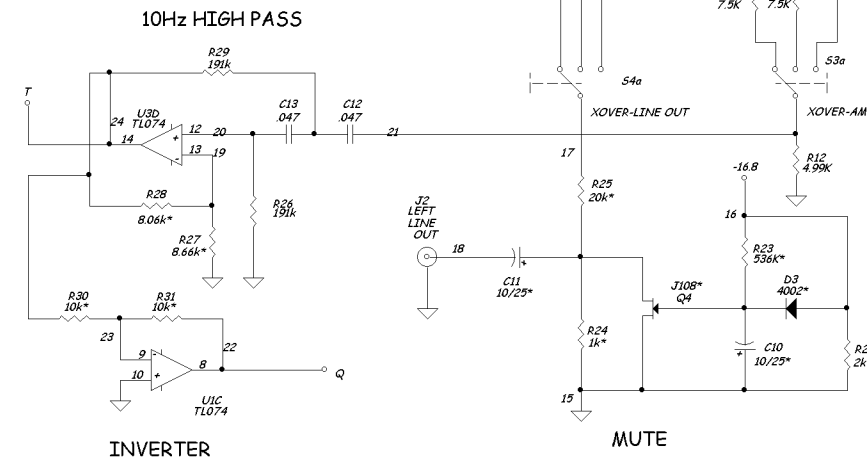 7.5K 7.5K
10Hz HIGH PASS
R29
191k
S3a
S4a
T
XOVER-LINE OUT
XOVER-AM
U3D
TL074
24
14
12
13
20
19
C13
.047
C12
.047
21
17
R12
4.99K
-16.8
R28
8.06k*
R26
191k
R25
20k*
J2
LEFT
LINE
OUT
16
R27
8.66k*
18
R23
536K*
C11
10/25*
J108*
Q4
D3
4002*
R30
10k*
R31
10k*
23
22
R24
1k*
C10
10/25*
R2
2k
9
10
8
Q
15
U1C
TL074
INVERTER
MUTE